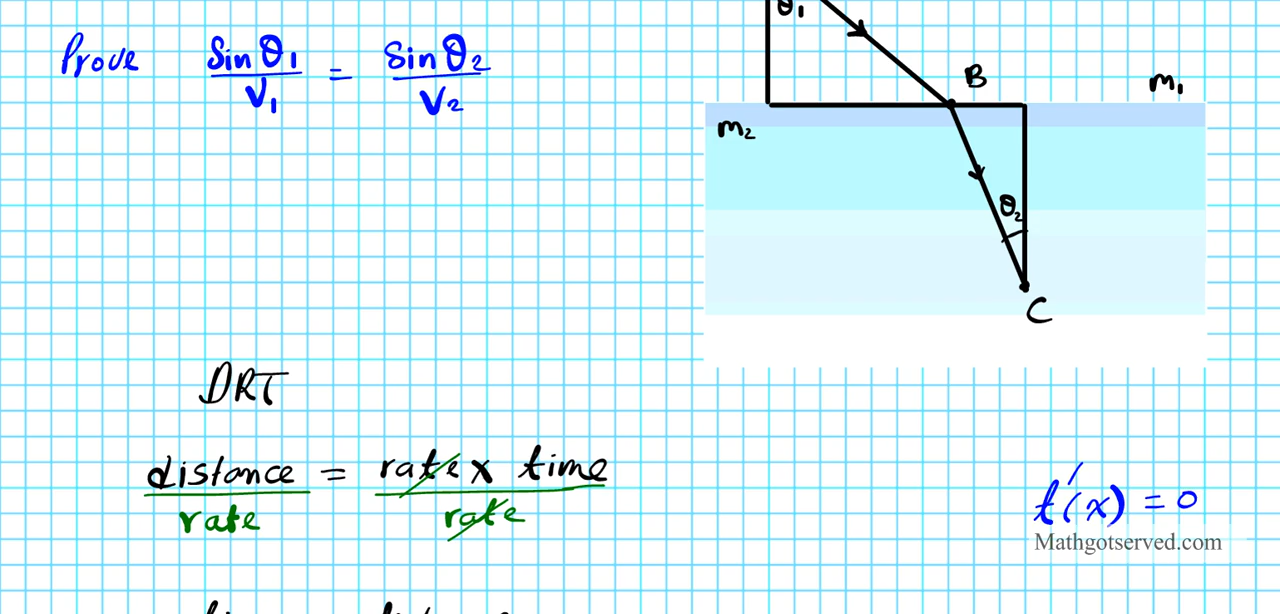 Prove sinθ1/V1 = sinθ2/V2
θ1
B
m1
m2
θ2
C
DRT
distance/rate = rate x time/rate
t'(x) = 0
Mathgotserved.com